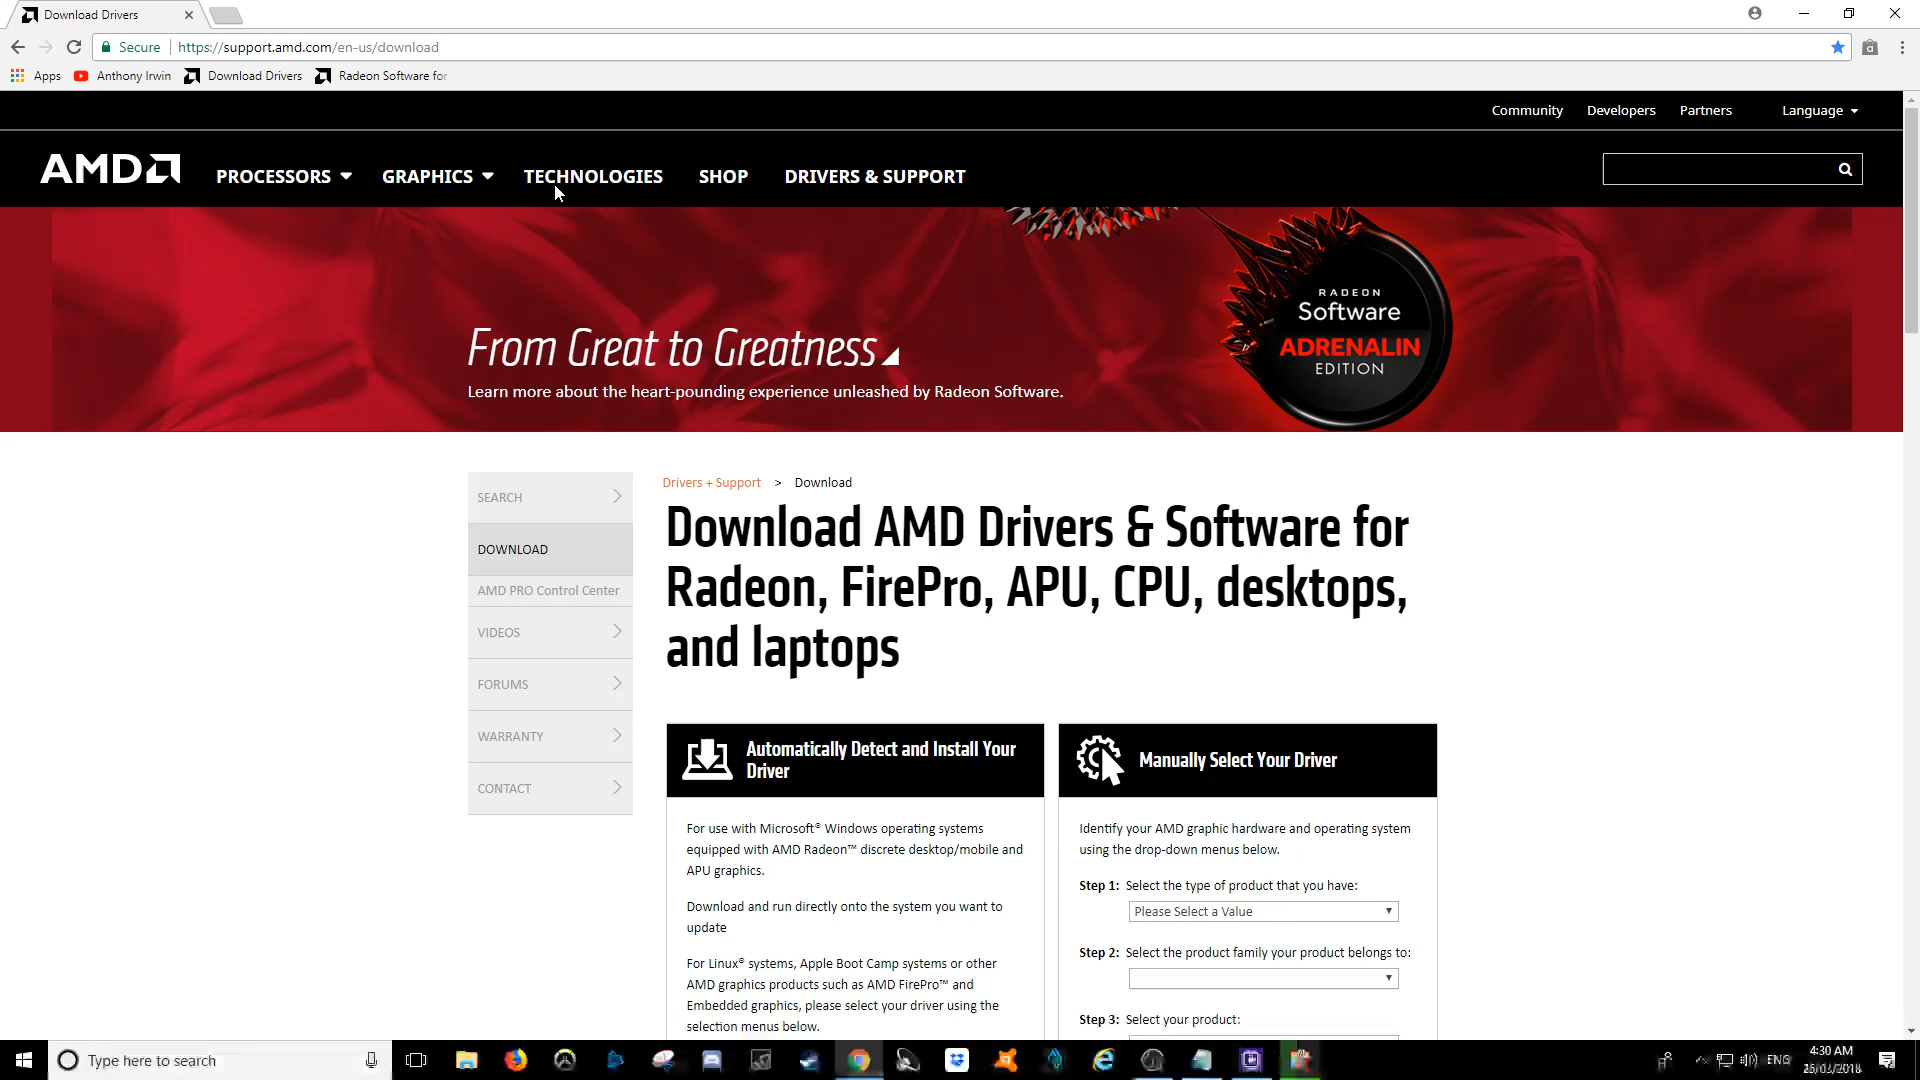 Download Drivers
Secure
https://support.amd.com/en-us/download
Apps
Anthony Irwin
Download Drivers
Radeon Software for
Community
Developers
Partners
Language
AMD
PROCESSORS
GRAPHICS
TECHNOLOGIES
SHOP
DRIVERS & SUPPORT
From Great to Greatness
Learn more about the heart-pounding experience unleashed by Radeon Software.
RADEON
Software
ADRENALIN
EDITION
SEARCH
DOWNLOAD
AMD PRO Control Center
VIDEOS
FORUMS
WARRANTY
CONTACT
Drivers + Support > Download
Download AMD Drivers & Software for
Radeon, FirePro, APU, CPU, desktops,
and laptops
Automatically Detect and Install Your
Driver
For use with Microsoft® Windows operating systems
equipped with AMD Radeon™ discrete desktop/mobile and
APU graphics.
Download and run directly onto the system you want to
update
For Linux® systems, Apple Boot Camp systems or other
AMD graphics products such as AMD FirePro™ and
Embedded graphics, please select your driver using the
selection menus below.
Manually Select Your Driver
Identify your AMD graphic hardware and operating system
using the drop-down menus below.
Step 1: Select the type of product that you have:
Please Select a Value
Step 2: Select the product family your product belongs to:
Step 3: Select your product:
Type here to search
ENG
4:30 AM